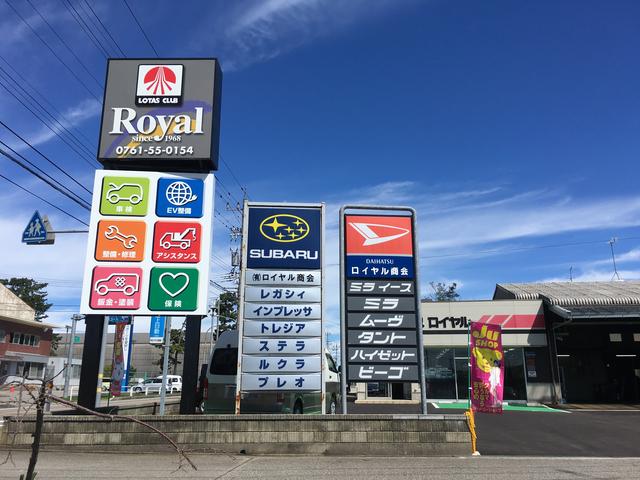 LOTAS CLUB
Royal
since 1968
0761-55-0154
車検
EV整備
整備・修理
アシスタンス
鈑金・塗装
保険
SUBARU
㈲ロイヤル商会
レガシィ
インプレッサ
トレジア
ステラ
ルクラ
プレオ
DAIHATSU
ロイヤル商会
ミラ イース
ミラ
ムーヴ
タント
ハイゼット
ビーゴ
ロイヤル
JU
SHOP